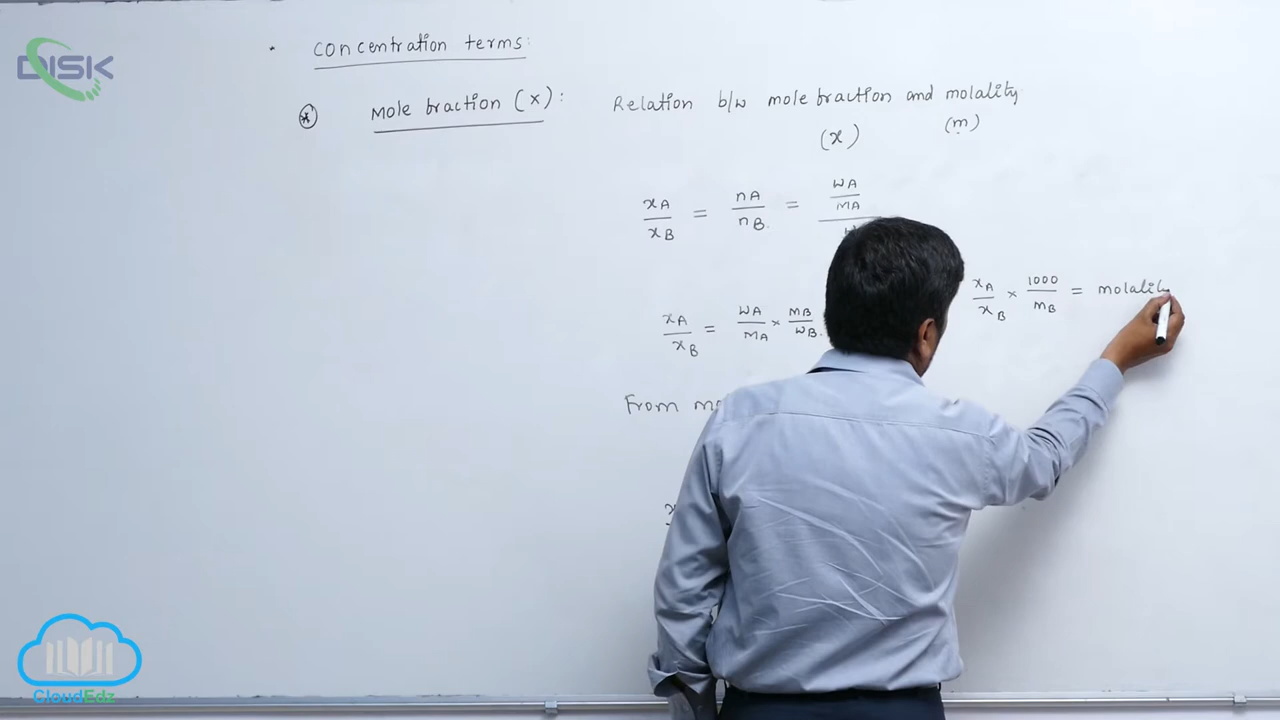 DISK
• Concentration terms:
* Mole fraction (x): Relation b/w mole fraction and molality
(x) (m)
xA/xB = nA/nB = wA/MA
xA/xB × 1000/MB = molality
xA/xB = wA/MA × MB/wB.
From
CloudEdz